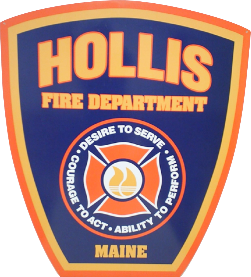 HOLLIS
FIRE DEPARTMENT
• DESIRE TO SERVE •
COURAGE TO ACT • ABILITY TO PERFORM
MAINE